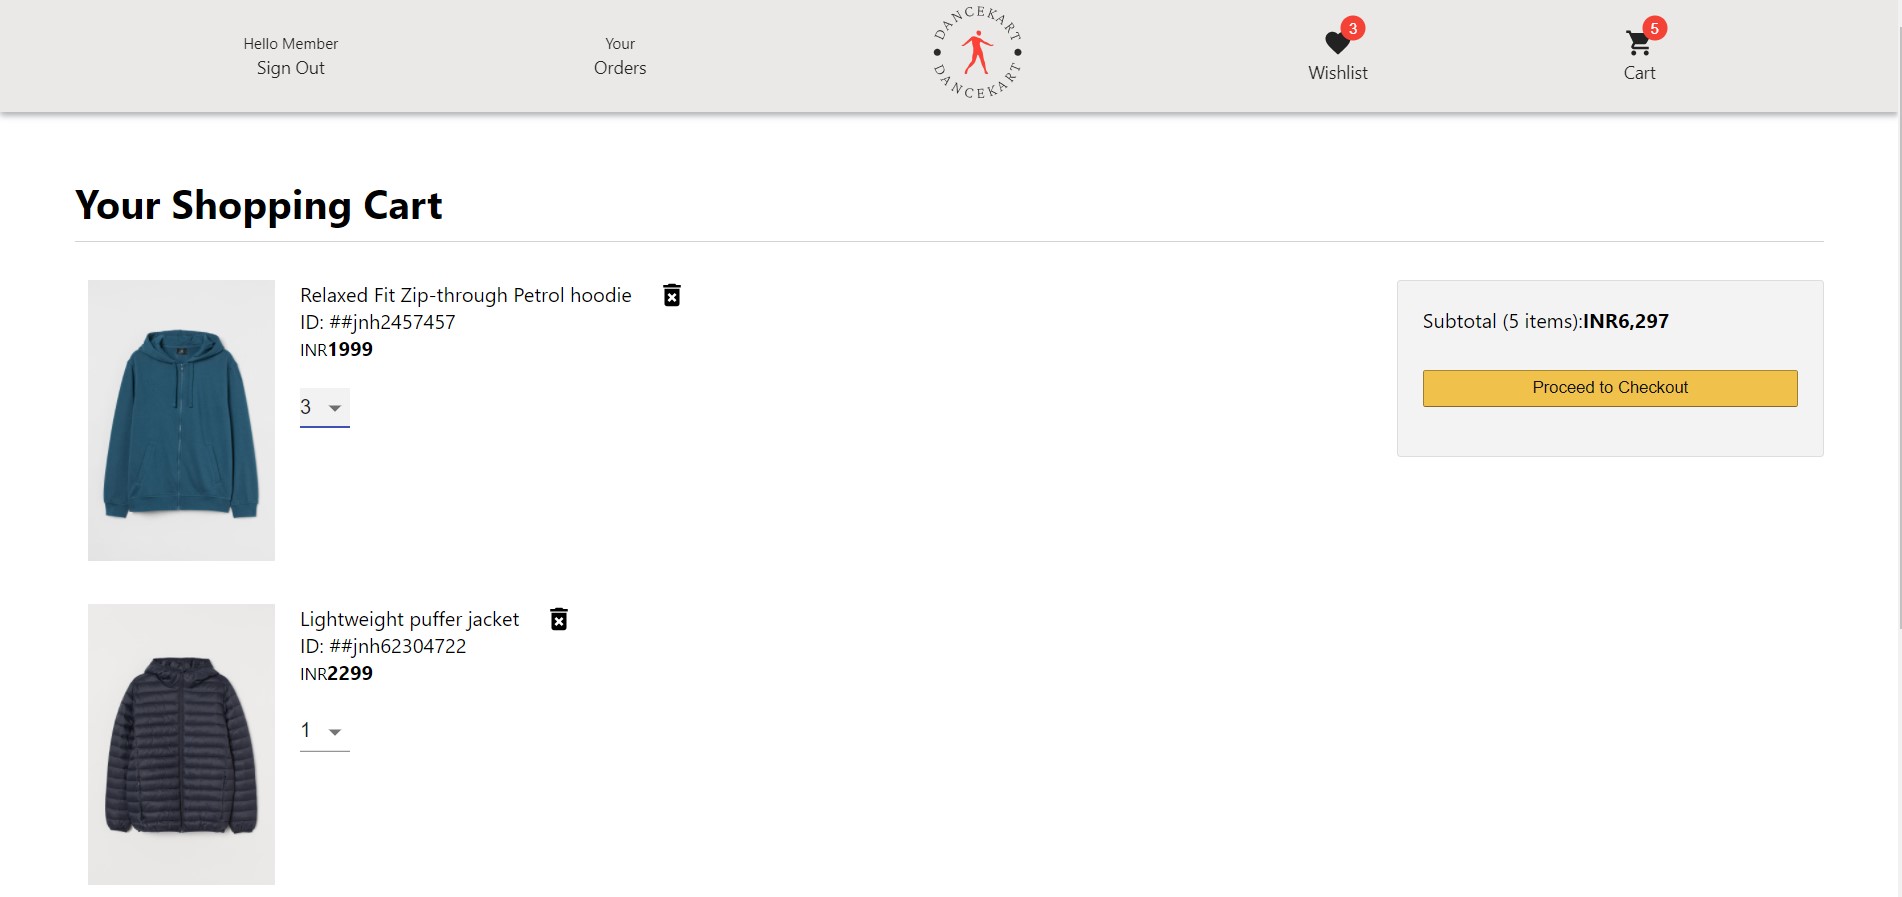 Hello Member
Sign Out
Your
Orders
DANCEKART
DANCEKART
3
Wishlist
5
Cart
Your Shopping Cart
Relaxed Fit Zip-through Petrol hoodie
ID: ##jnh2457457
INR1999
3
Subtotal (5 items):INR6,297
Proceed to Checkout
Lightweight puffer jacket
ID: ##jnh62304722
INR2299
1